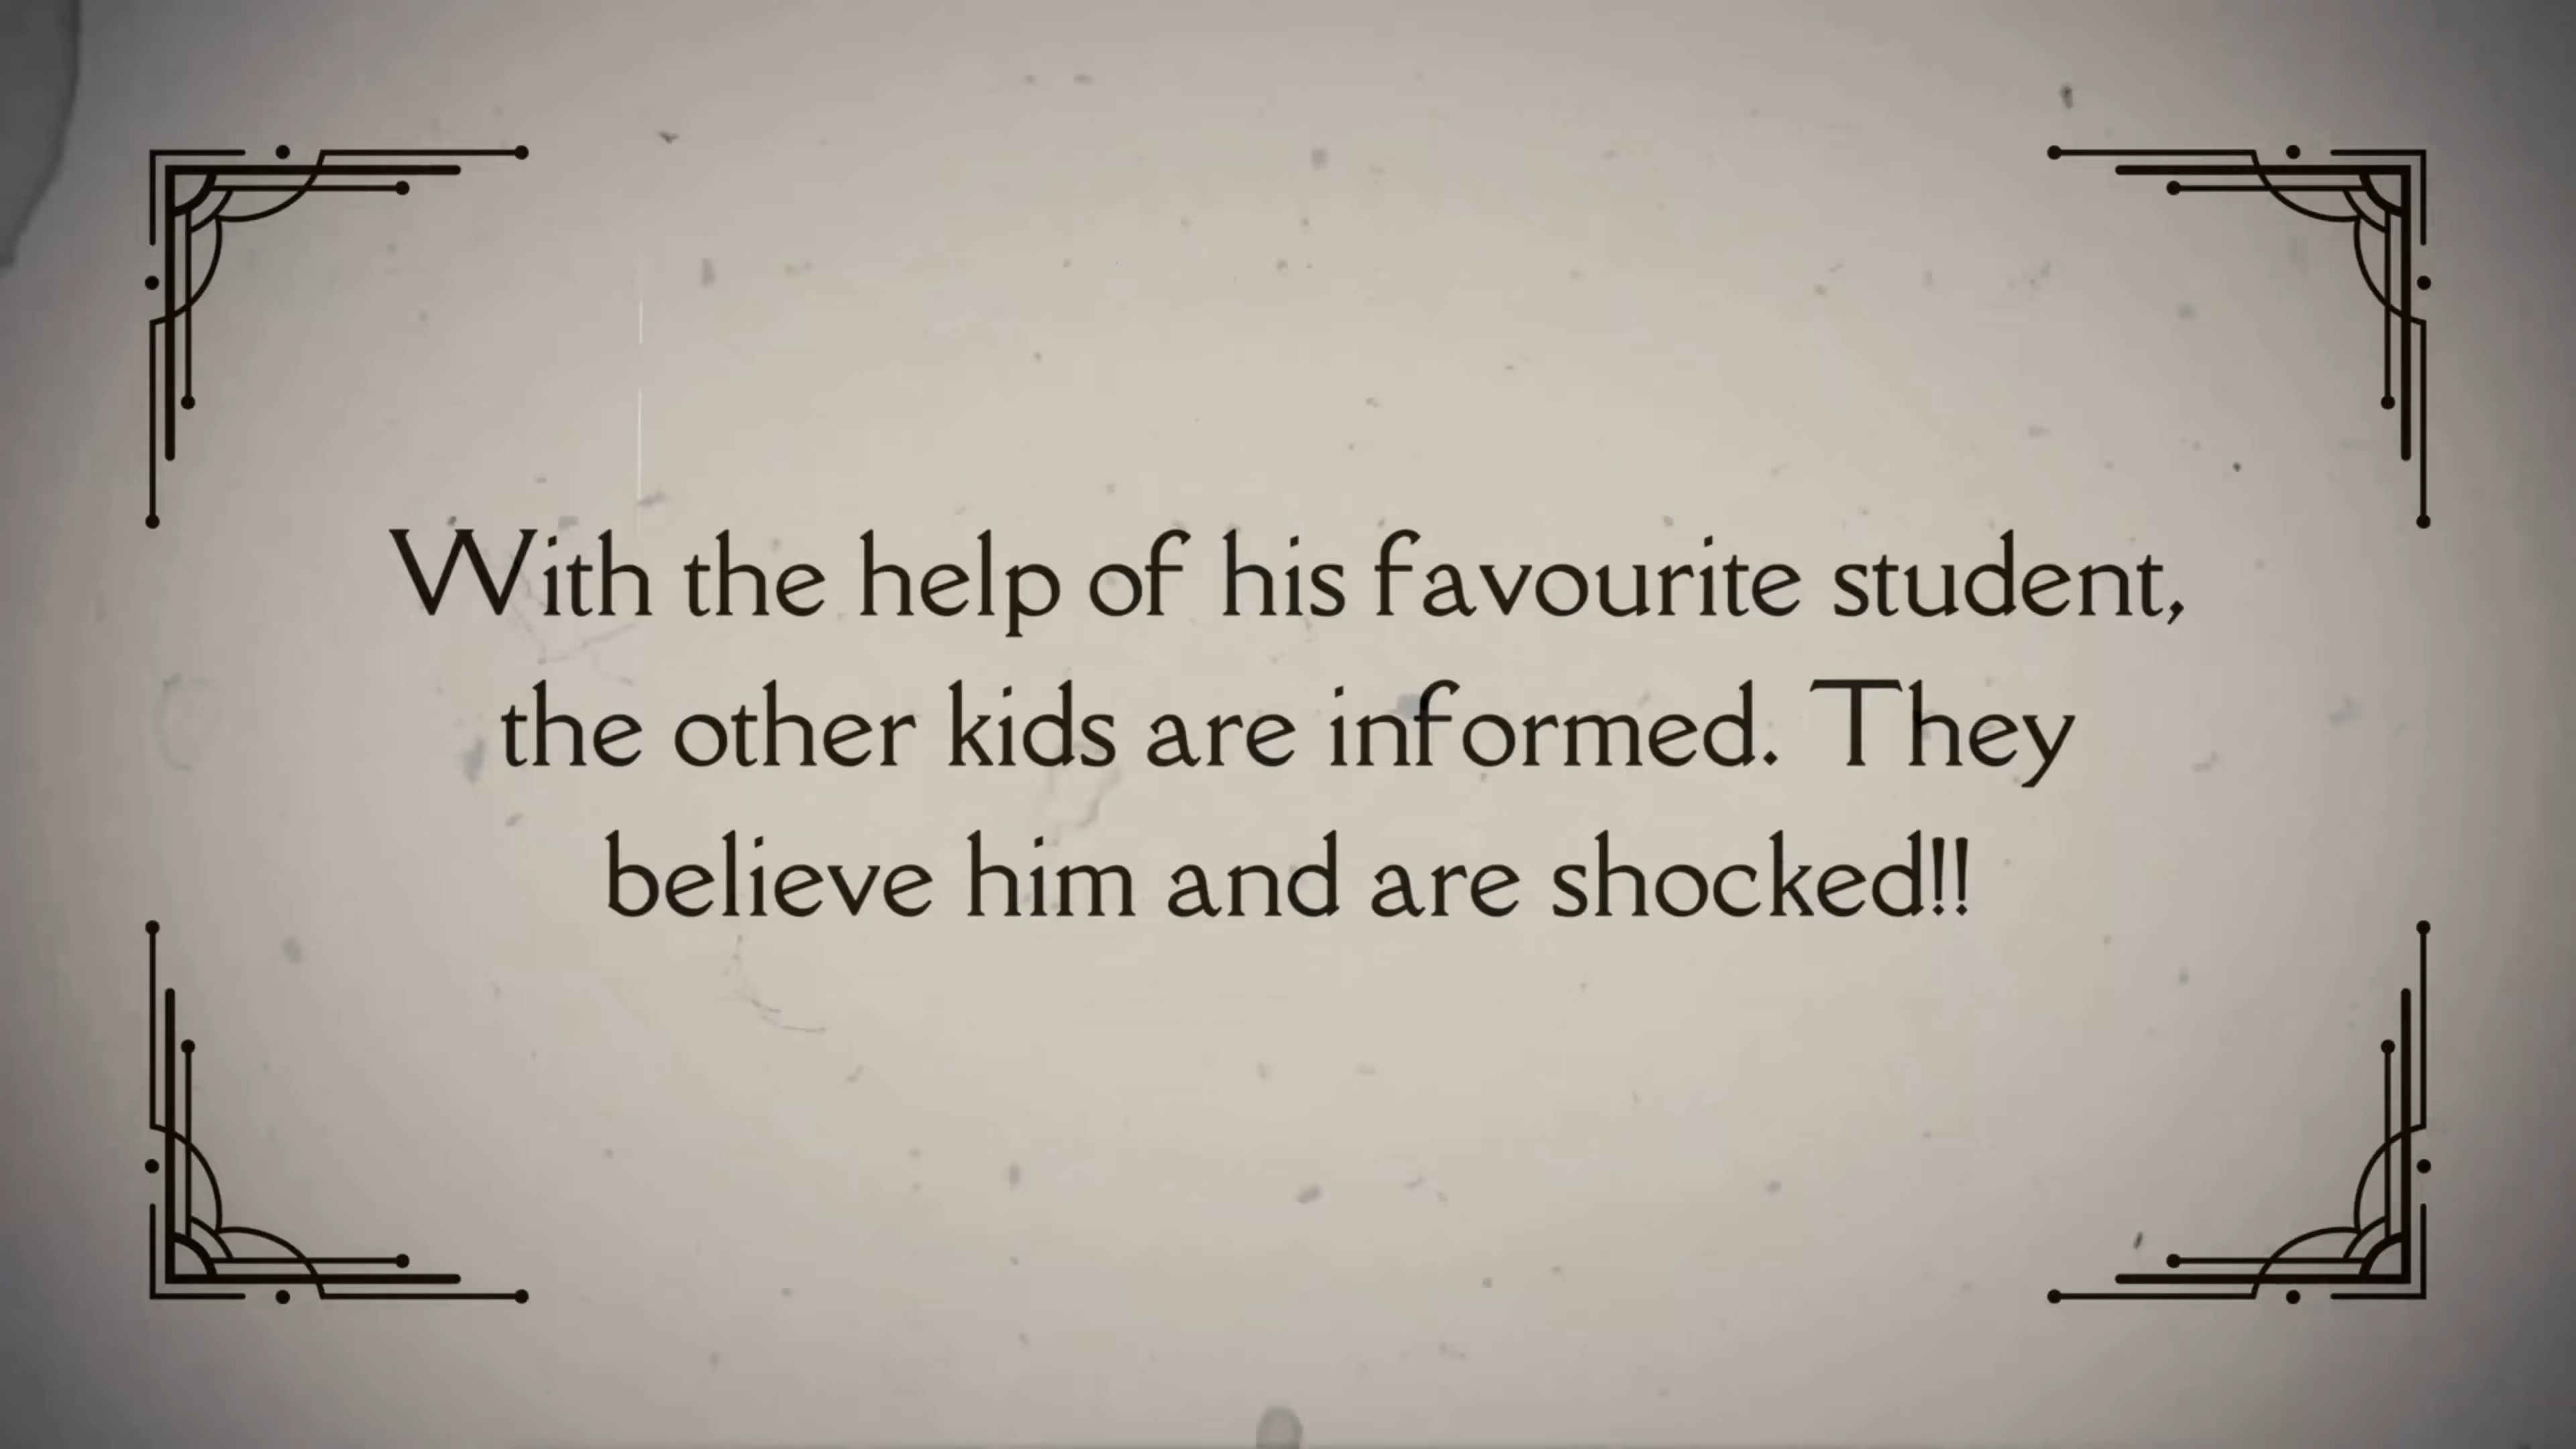 With the help of his favourite student,
the other kids are informed. They
believe him and are shocked!!